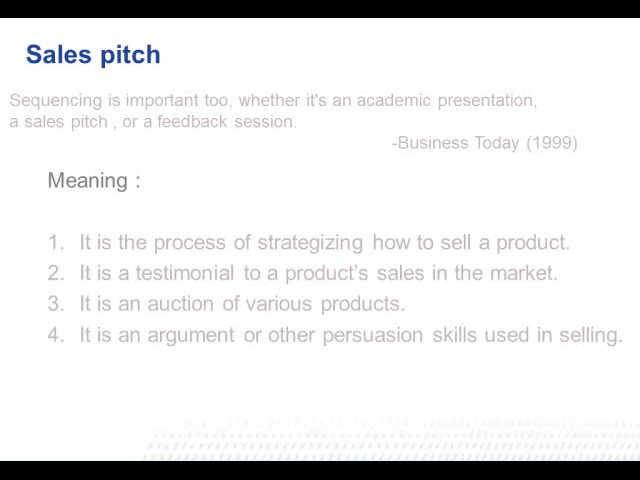 Sales pitch
Sequencing is important too, whether it's an academic presentation,
a sales pitch , or a feedback session.
-Business Today (1999)
Meaning :
1. It is the process of strategizing how to sell a product.
2. It is a testimonial to a product’s sales in the market.
3. It is an auction of various products.
4. It is an argument or other persuasion skills used in selling.